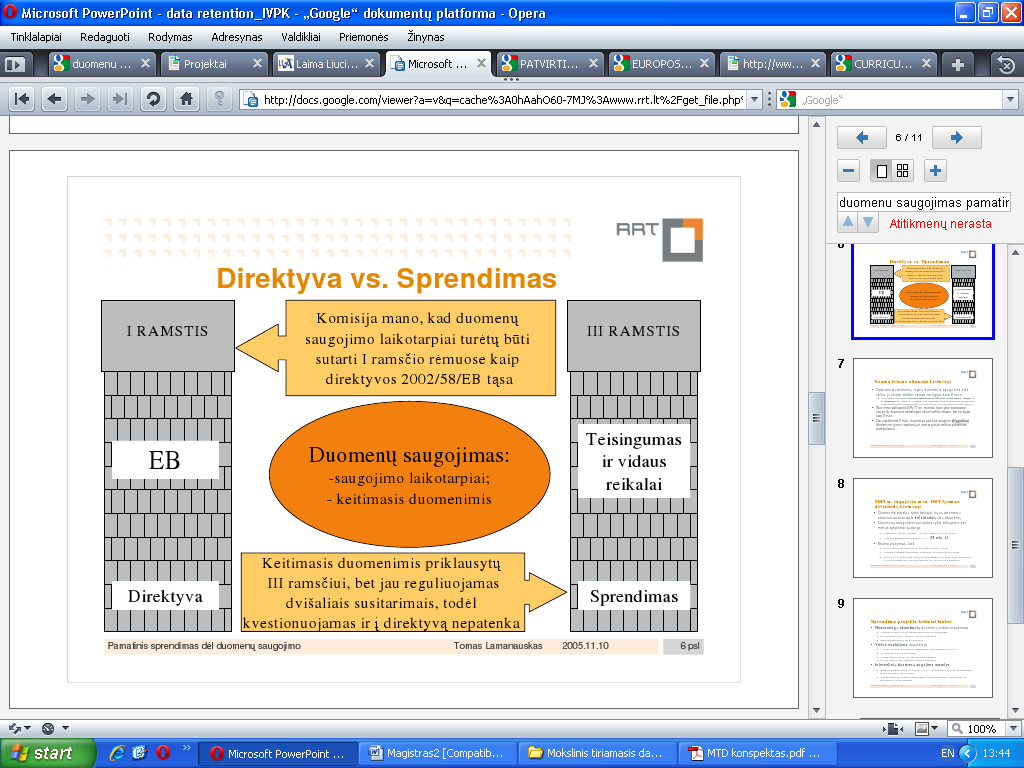 Microsoft PowerPoint - data retention_IVPK - „Google“ dokumentų platforma - Opera
Tinklalapiai Redaguoti Rodymas Adresynas Valdikliai Priemonės Žinynas
duomenu ... Projektai Laima Liuci... Microsoft ... PATVIRTI... EUROPOS... http://ww... CURRICU...
http://docs.google.com/viewer?a=v&q=cache%3A0hAahO60-7MJ%3Awww.rrt.lt%2Fget_file.php% „Google“
6 / 11
duomenu saugojimas pamatir
Atitikmenų nerasta
RRT
Direktyva vs. Sprendimas
I RAMSTIS
Komisija mano, kad duomenų
saugojimo laikotarpiai turėtų būti
sutarti I ramsčio rėmuose kaip
direktyvos 2002/58/EB tąsa
III RAMSTIS
EB
Duomenų saugojimas:
-saugojimo laikotarpiai;
- keitimasis duomenimis
Teisingumas
ir vidaus
reikalai
Direktyva
Keitimasis duomenimis priklausytų
III ramsčiui, bet jau reguliuojamas
dvišaliais susitarimais, todėl
kvestionuojamas ir į direktyvą nepatenka
Sprendimas
Pamatinis sprendimas dėl duomenų saugojimo Tomas Lamanauskas 2005.11.10 6 psl
6
7
8
9
100%
start Microsoft PowerPoint ... Magistras2 [Compatib... Mokslinis tiriamasis da... MTD konspektas.pdf ... EN 13:44